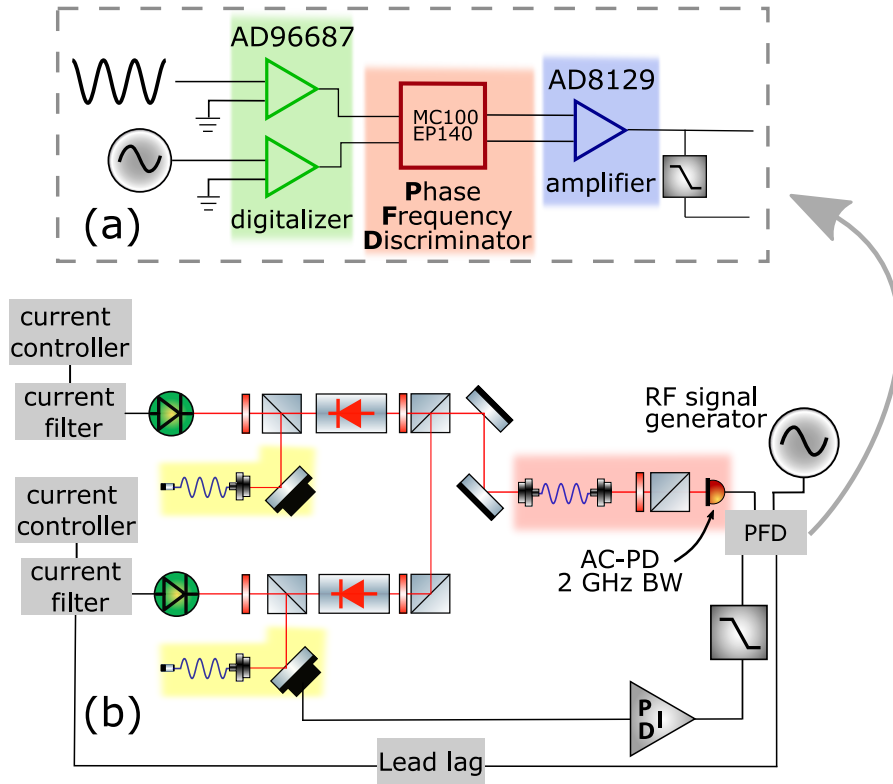 AD96687
AD8129
MC100
EP140
digitalizer
Phase
Frequency
Discriminator
amplifier
(a)
current
controller
current
filter
RF signal
generator
current
controller
PFD
AC-PD
2 GHz BW
current
filter
(b)
P
I
D
Lead lag